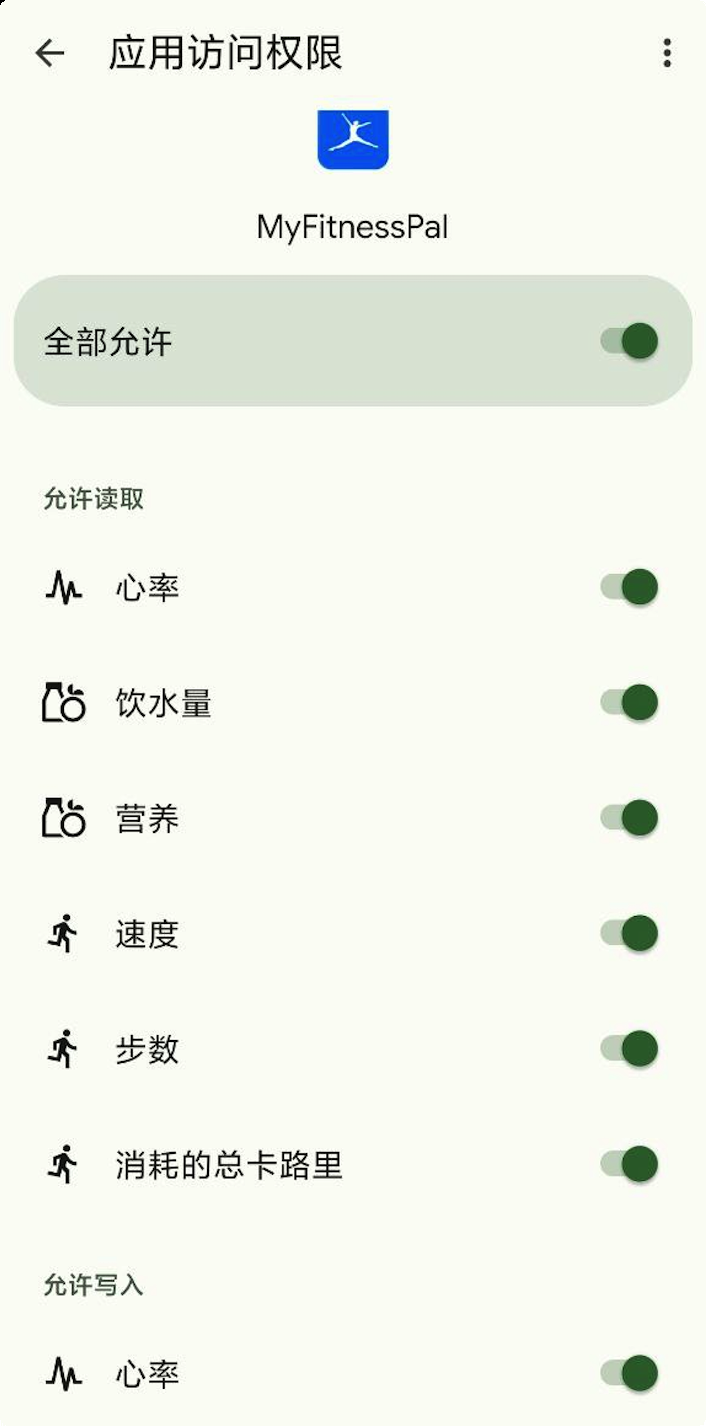 应用访问权限
MyFitnessPal
全部允许
允许读取
心率
饮水量
营养
速度
步数
消耗的总卡路里
允许写入
心率